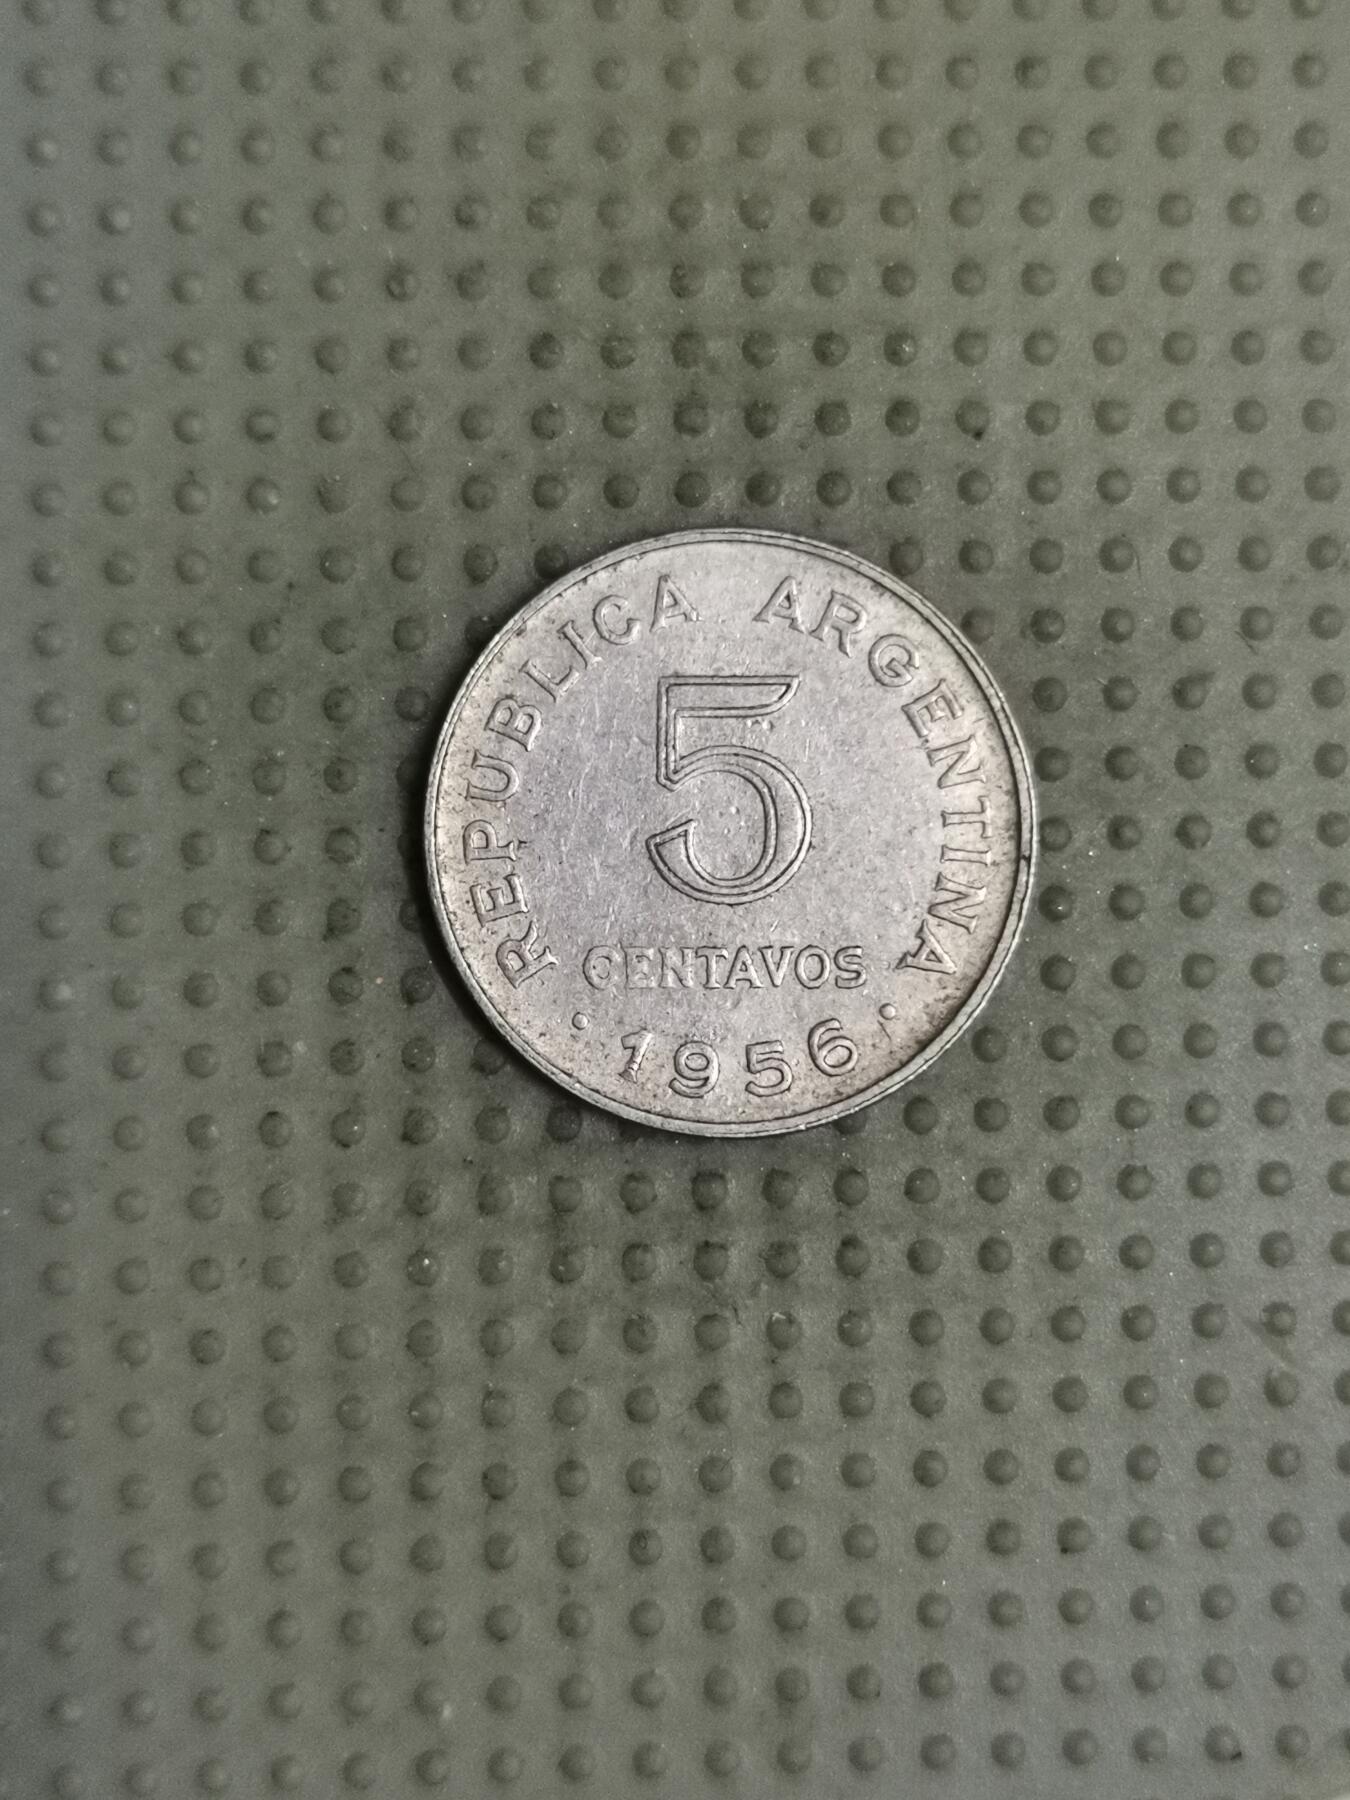 REPUBLICA ARGENTINA
5
CENTAVOS
· 1956 ·